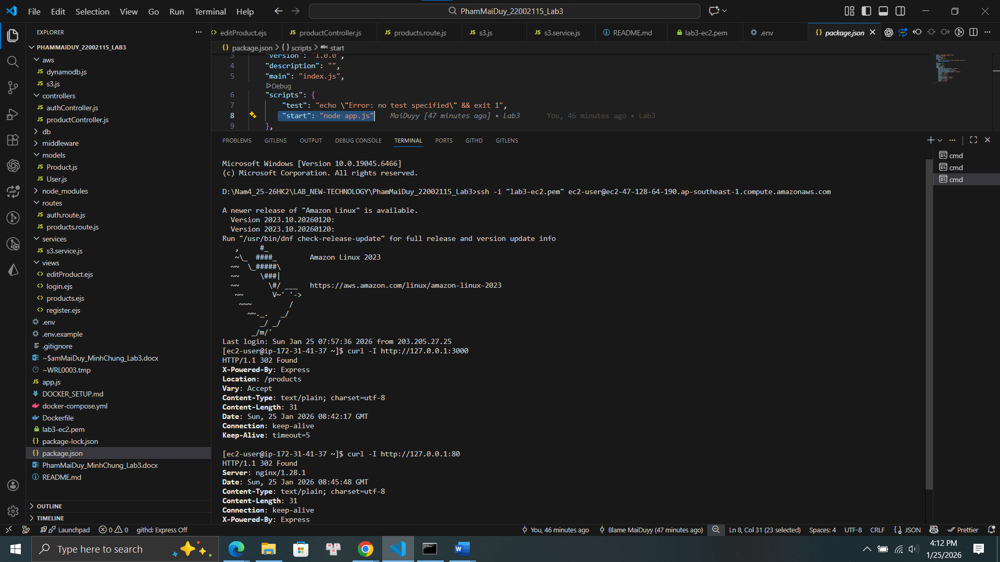 File Edit Selection View Go Run Terminal Help
PhamMaiDuy_22002115_Lab3
EXPLORER
PHAMMAIDUY_22002115_LAB3
aws
JS dynamodb.js
JS s3.js
controllers
JS authController.js
JS productController.js
db
middleware
models
JS Product.js
JS User.js
node_modules
routes
JS auth.route.js
JS products.route.js
services
JS s3.service.js
views
<> editProduct.ejs
<> login.ejs
<> products.ejs
<> register.ejs
.env
.env.example
.gitignore
~$amMaiDuy_MinhChung_Lab3.docx
~WRL0003.tmp
JS app.js
DOCKER_SETUP.md
docker-compose.yml
Dockerfile
lab3-ec2.pem
{} package-lock.json
{} package.json
PhamMaiDuy_MinhChung_Lab3.docx
README.md
OUTLINE
TIMELINE
<> editProduct.ejs JS productController.js JS products.route.js JS s3.js JS s3.service.js README.md lab3-ec2.pem .env {} package.json
{} package.json > {} scripts > abc start
3 "version": "1.0.0",
4 "description": "",
5 "main": "index.js",
Debug
6 "scripts": {
7 "test": "echo \"Error: no test specified\" && exit 1",
8 "start": "node app.js" MaiDuyy [47 minutes ago] • Lab3 You, 46 minutes ago • Lab3
9 },
PROBLEMS GITLENS OUTPUT DEBUG CONSOLE TERMINAL PORTS GITHD GITLENS
cmd
cmd
cmd
Microsoft Windows [Version 10.0.19045.6466]
(c) Microsoft Corporation. All rights reserved.
D:\Nam4_25-26HK2\LAB_NEW-TECHNOLOGY\PhamMaiDuy_22002115_Lab3>ssh -i "lab3-ec2.pem" ec2-user@ec2-47-128-64-190.ap-southeast-1.compute.amazonaws.com
A newer release of "Amazon Linux" is available.
Version 2023.10.20260120:
Version 2023.10.20260120:
Run "/usr/bin/dnf check-release-update" for full release and version update info
   ,     #_
   ~\_  ####_        Amazon Linux 2023
  ~~  \_#####\
  ~~     \###|
  ~~       \#/ ___   https://aws.amazon.com/linux/amazon-linux-2023
   ~~       V~' '->
    ~~~         /
      ~~._.   _/
         _/ _/
       _/m/'
Last login: Sun Jan 25 07:57:36 2026 from 203.205.27.25
[ec2-user@ip-172-31-41-37 ~]$ curl -I http://127.0.0.1:3000
HTTP/1.1 302 Found
X-Powered-By: Express
Location: /products
Vary: Accept
Content-Type: text/plain; charset=utf-8
Content-Length: 31
Date: Sun, 25 Jan 2026 08:42:17 GMT
Connection: keep-alive
Keep-Alive: timeout=5
[ec2-user@ip-172-31-41-37 ~]$ curl -I http://127.0.0.1:80
HTTP/1.1 302 Found
Server: nginx/1.28.1
Date: Sun, 25 Jan 2026 08:45:48 GMT
Content-Type: text/plain; charset=utf-8
Content-Length: 31
Connection: keep-alive
X-Powered-By: Express
Launchpad 0 0 githd: Express Off You, 46 minutes ago Blame MaiDuyy (47 minutes ago) Ln 8, Col 31 (23 selected) Spaces: 4 UTF-8 CRLF {} JSON Prettier
Type here to search
4:12 PM
1/25/2026